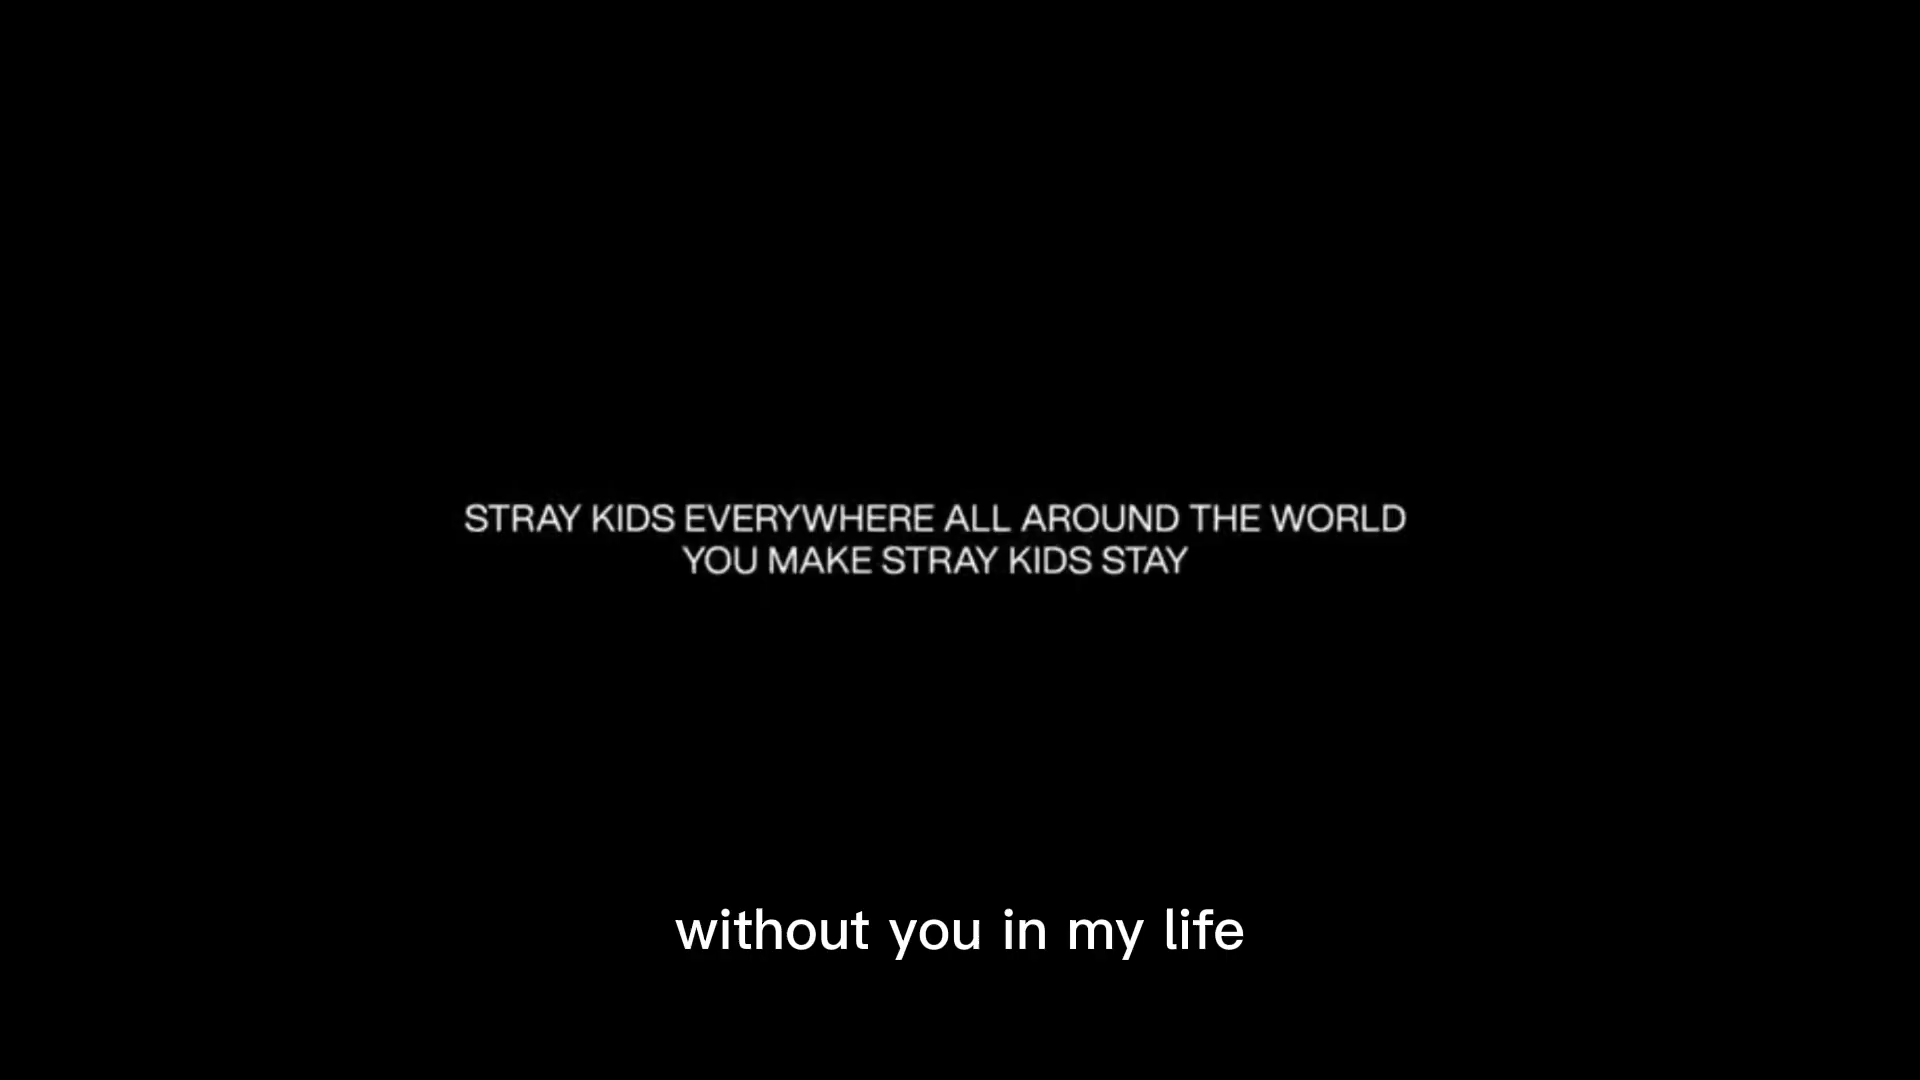 STRAY KIDS EVERYWHERE ALL AROUND THE WORLD
YOU MAKE STRAY KIDS STAY
without you in my life